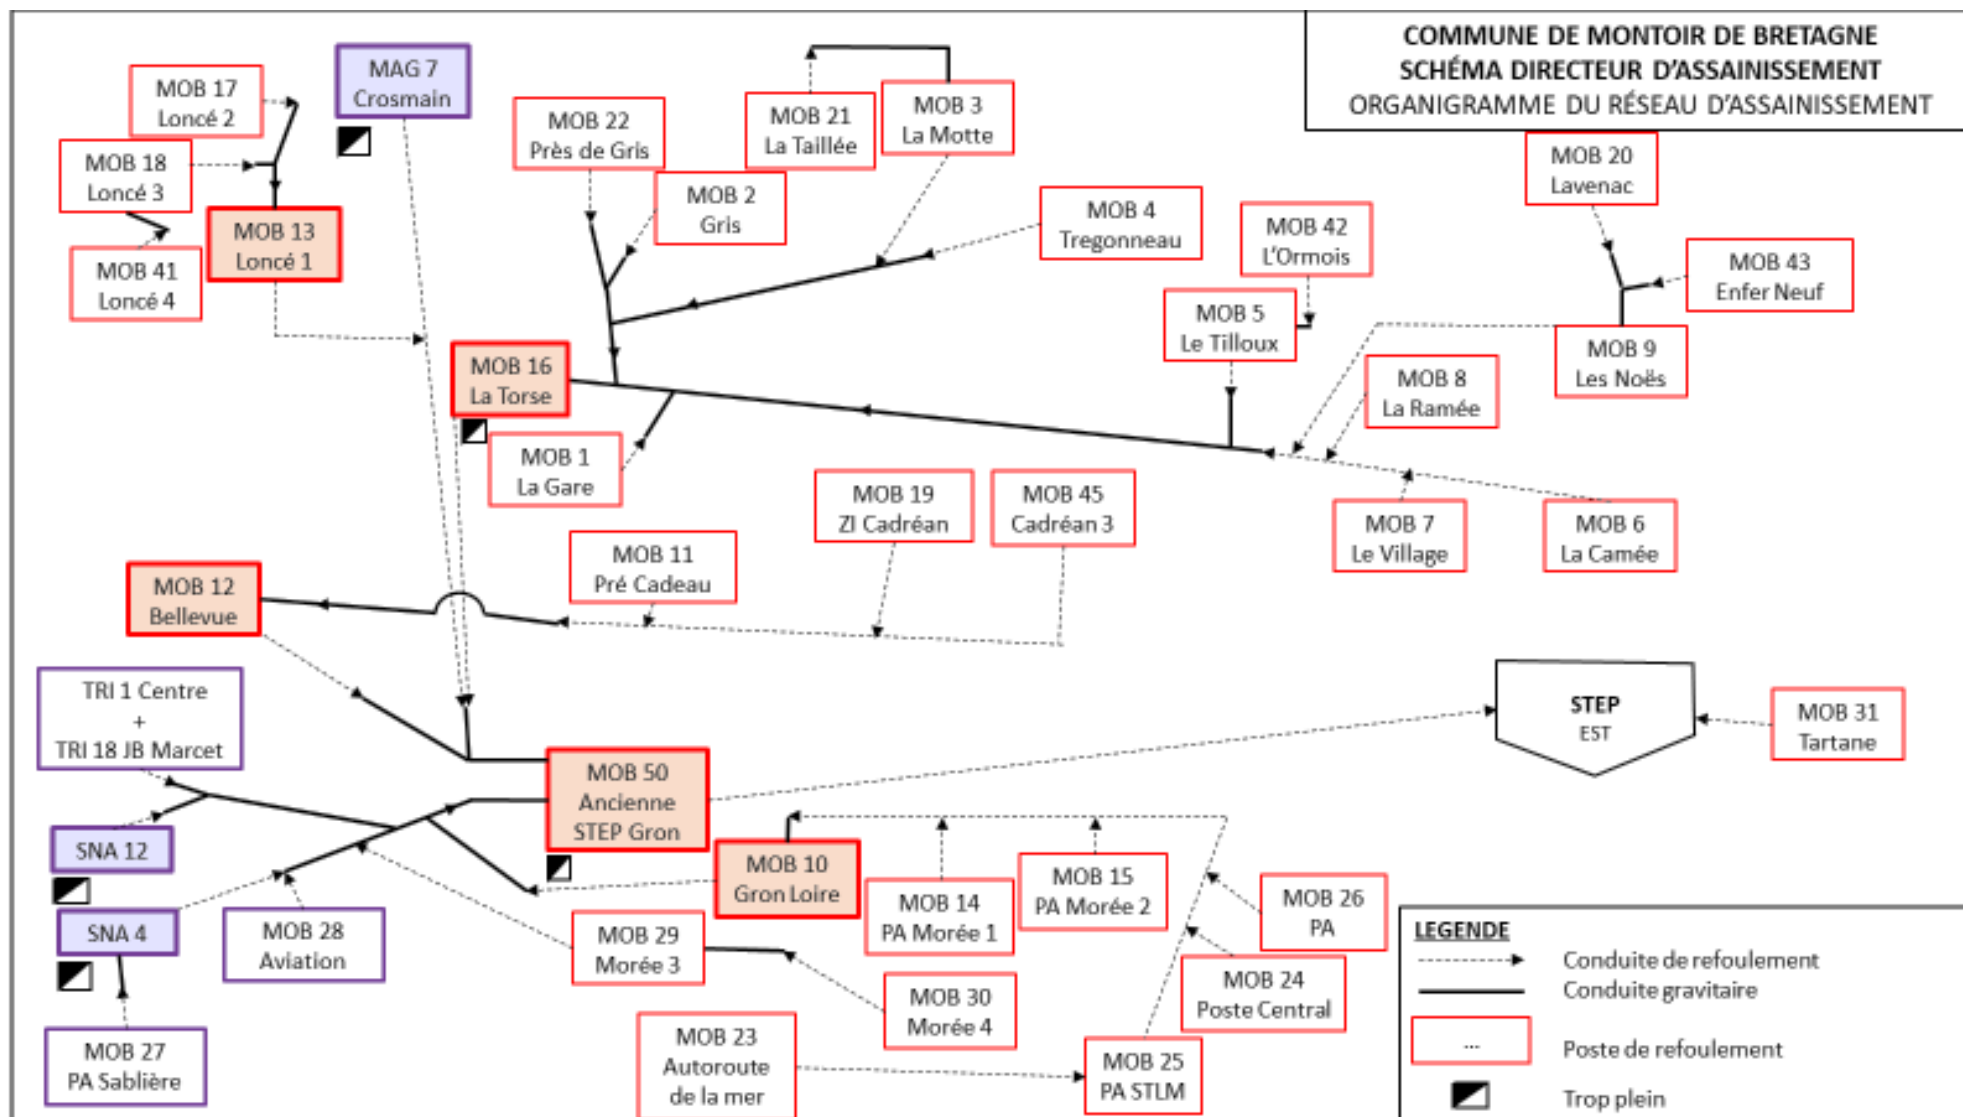 COMMUNE DE MONTOIR DE BRETAGNE
SCHÉMA DIRECTEUR D'ASSAINISSEMENT
ORGANIGRAMME DU RÉSEAU D'ASSAINISSEMENT
MAG 7
Crosmain
MOB 17
Loncé 2
MOB 18
Loncé 3
MOB 13
Loncé 1
MOB 41
Loncé 4
MOB 22
Près de Gris
MOB 21
La Taillée
MOB 3
La Motte
MOB 2
Gris
MOB 4
Tregonneau
MOB 42
L'Ormois
MOB 20
Lavenac
MOB 43
Enfer Neuf
MOB 5
Le Tilloux
MOB 9
Les Noës
MOB 16
La Torse
MOB 8
La Ramée
MOB 1
La Gare
MOB 19
ZI Cadréan
MOB 45
Cadréan 3
MOB 7
Le Village
MOB 6
La Camée
MOB 11
Pré Cadeau
MOB 12
Bellevue
TRI 1 Centre
+
TRI 18 JB Marcet
STEP
EST
MOB 31
Tartane
MOB 50
Ancienne
STEP Gron
SNA 12
MOB 10
Gron Loire
MOB 14
PA Morée 1
MOB 15
PA Morée 2
MOB 26
PA
SNA 4
MOB 28
Aviation
MOB 29
Morée 3
MOB 24
Poste Central
MOB 30
Morée 4
MOB 27
PA Sablière
MOB 23
Autoroute
de la mer
MOB 25
PA STLM
LEGENDE
Conduite de refoulement
Conduite gravitaire
...
Poste de refoulement
Trop plein